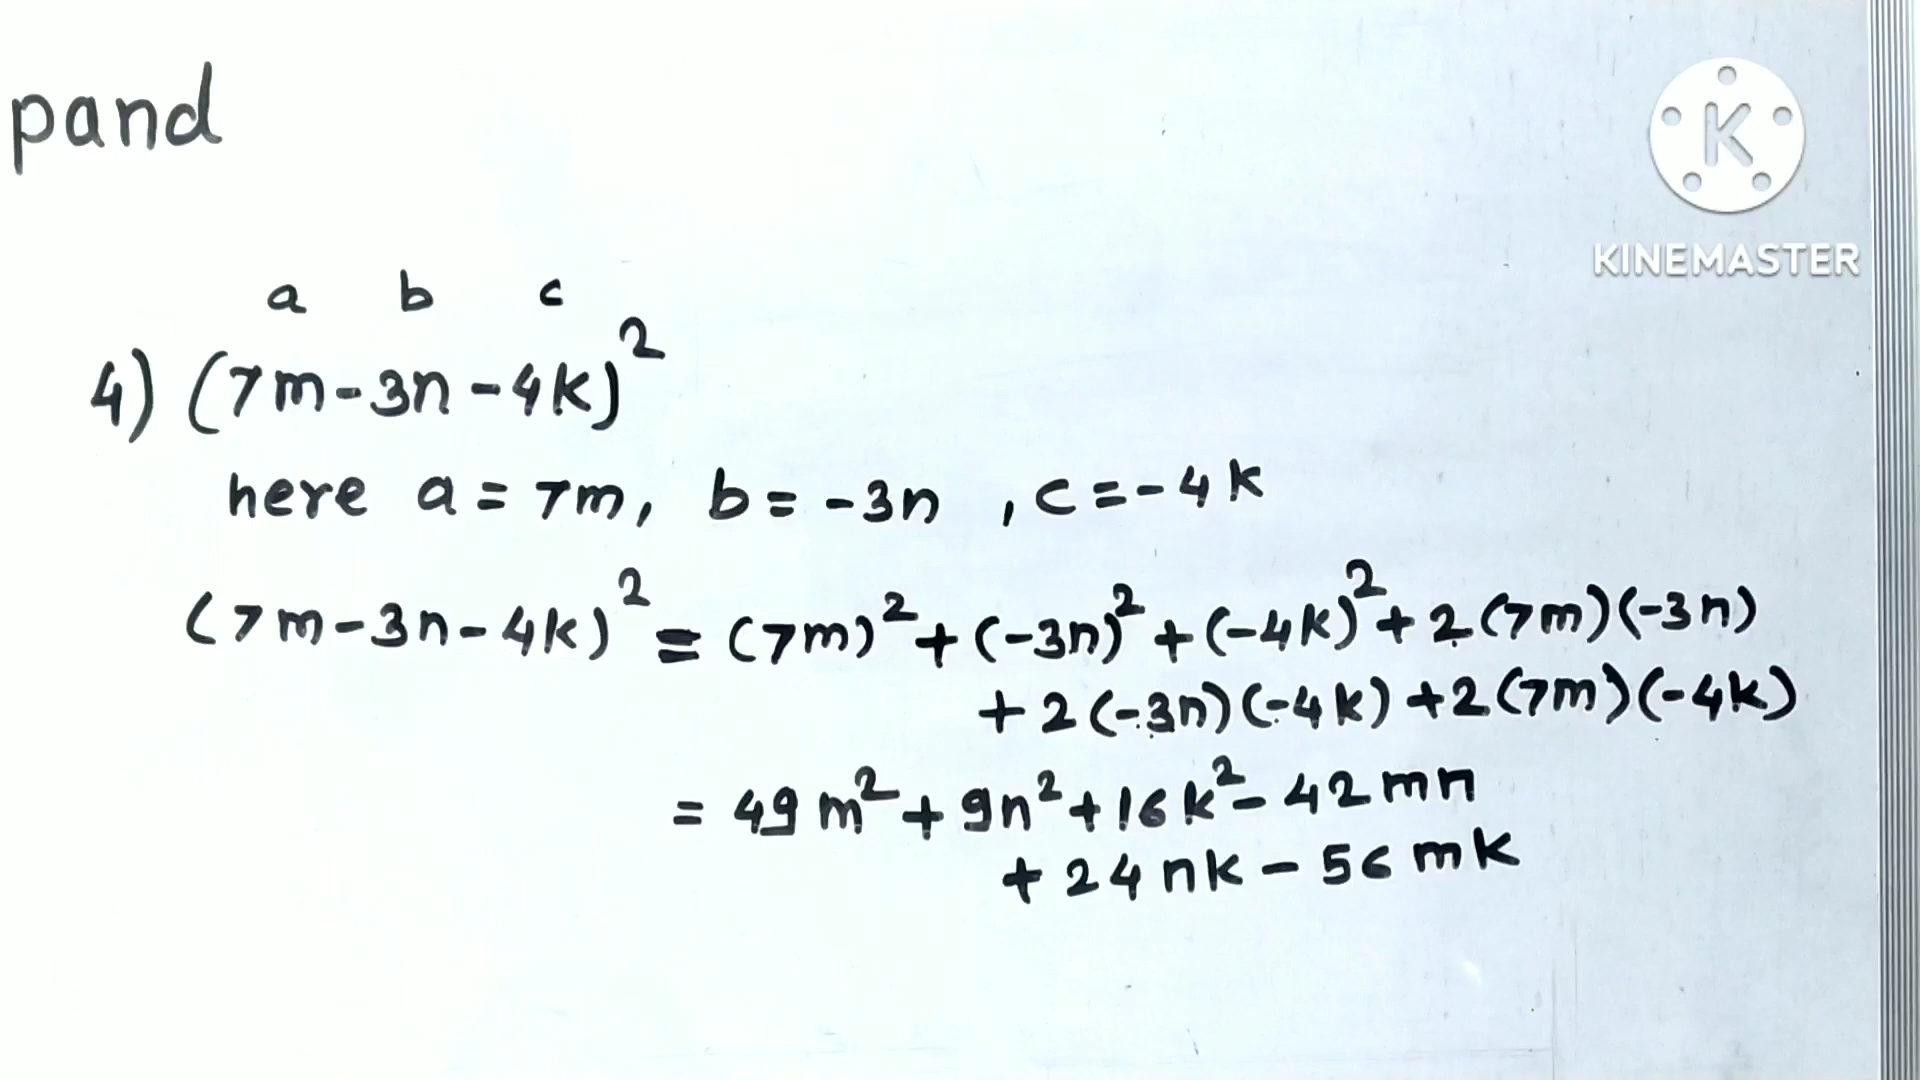 pand
K
KINEMASTER
a b c
4) (7m-3n-4k)²
here a = 7m, b = -3n , c = -4k
(7m-3n-4k)² = (7m)² + (-3n)² + (-4k)² + 2(7m)(-3n)
+ 2(-3n)(-4k) + 2(7m)(-4k)
= 49m² + 9n² + 16k² - 42mn
+ 24nk - 56mk